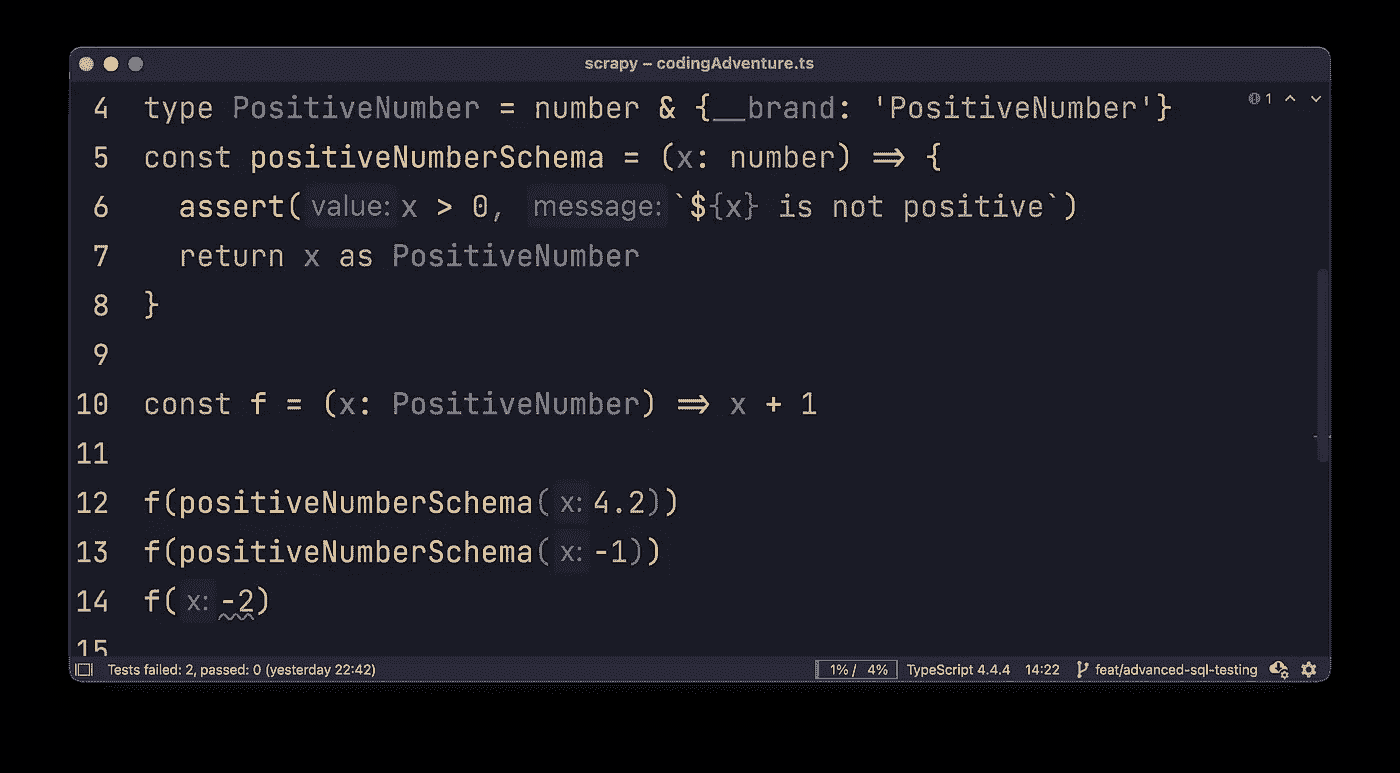 scrapy – codingAdventure.ts
1
4 type PositiveNumber = number & {__brand: 'PositiveNumber'}
5 const positiveNumberSchema = (x: number) => {
6 assert( value: x > 0, message: `${x} is not positive`)
7 return x as PositiveNumber
8 }
9
10 const f = (x: PositiveNumber) => x + 1
11
12 f(positiveNumberSchema( x: 4.2))
13 f(positiveNumberSchema( x: -1))
14 f( x: -2)
15
Tests failed: 2, passed: 0 (yesterday 22:42) 1% / 4% TypeScript 4.4.4 14:22 feat/advanced-sql-testing